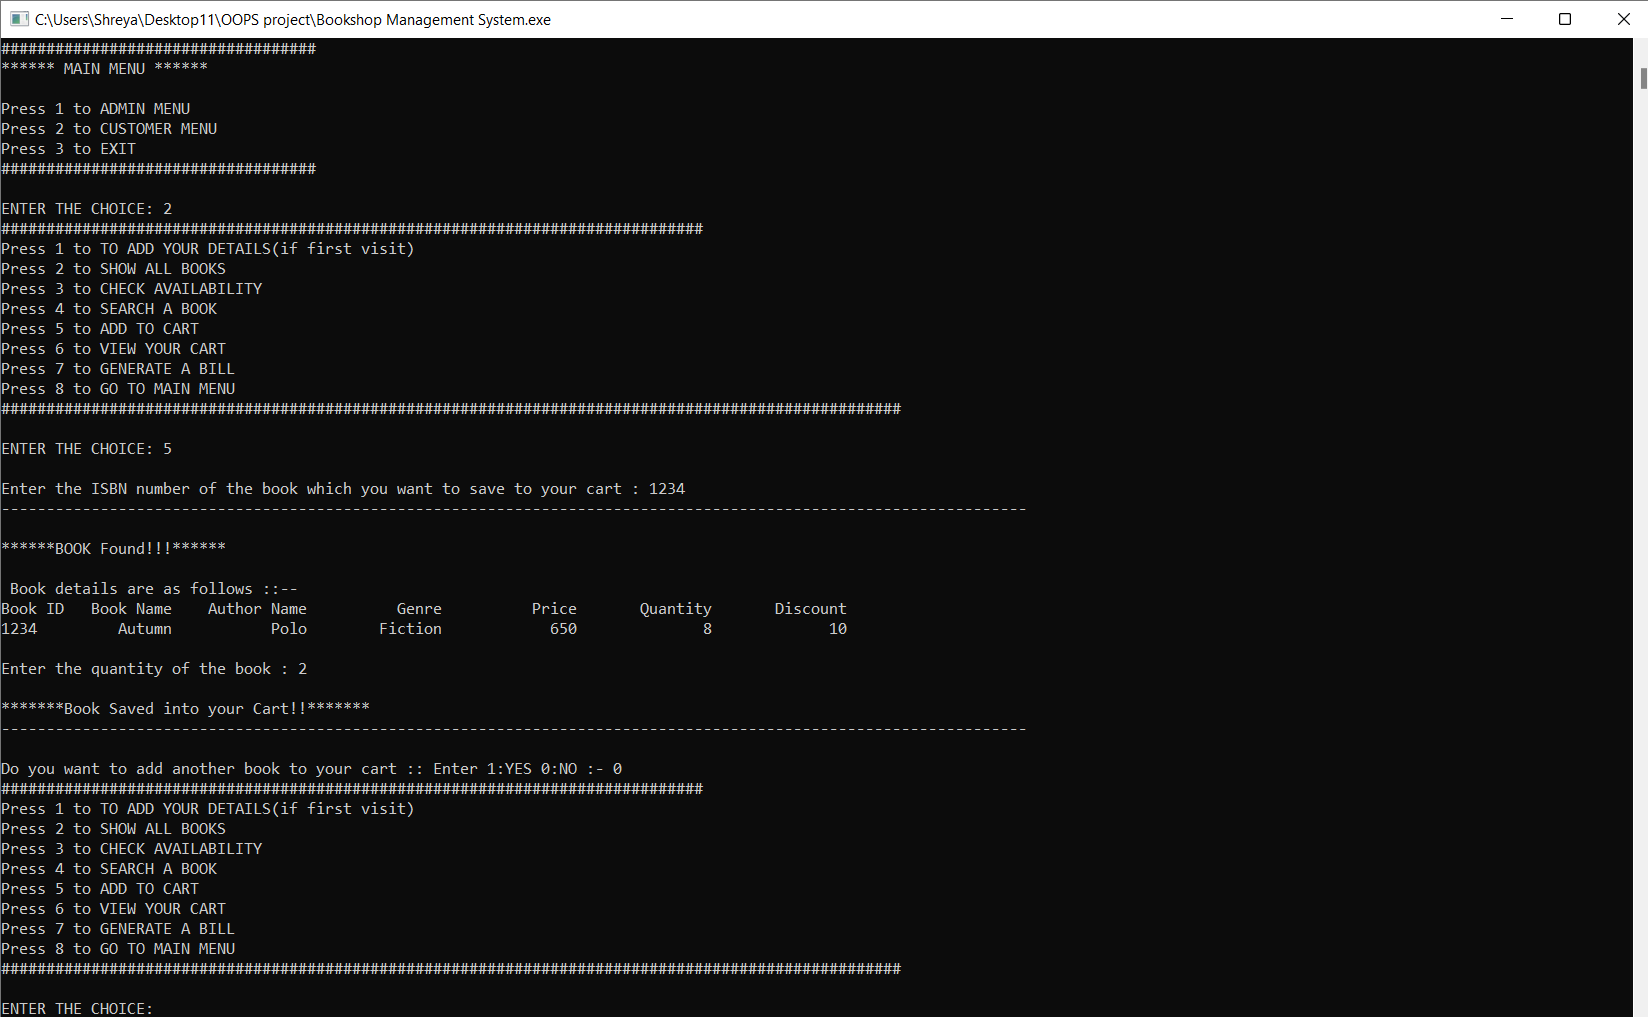 C:\Users\Shreya\Desktop11\OOPS project\Bookshop Management System.exe
###################################
****** MAIN MENU ******
Press 1 to ADMIN MENU
Press 2 to CUSTOMER MENU
Press 3 to EXIT
###################################
ENTER THE CHOICE: 2
##############################################################################
Press 1 to TO ADD YOUR DETAILS(if first visit)
Press 2 to SHOW ALL BOOKS
Press 3 to CHECK AVAILABILITY
Press 4 to SEARCH A BOOK
Press 5 to ADD TO CART
Press 6 to VIEW YOUR CART
Press 7 to GENERATE A BILL
Press 8 to GO TO MAIN MENU
####################################################################################################
ENTER THE CHOICE: 5
Enter the ISBN number of the book which you want to save to your cart : 1234
------------------------------------------------------------------------------------------------------------------
******BOOK Found!!!******
Book details are as follows ::--
Book ID   Book Name    Author Name          Genre          Price       Quantity       Discount
1234         Autumn           Polo        Fiction            650              8             10
Enter the quantity of the book : 2
*******Book Saved into your Cart!!*******
------------------------------------------------------------------------------------------------------------------
Do you want to add another book to your cart :: Enter 1:YES 0:NO :- 0
##############################################################################
Press 1 to TO ADD YOUR DETAILS(if first visit)
Press 2 to SHOW ALL BOOKS
Press 3 to CHECK AVAILABILITY
Press 4 to SEARCH A BOOK
Press 5 to ADD TO CART
Press 6 to VIEW YOUR CART
Press 7 to GENERATE A BILL
Press 8 to GO TO MAIN MENU
####################################################################################################
ENTER THE CHOICE: